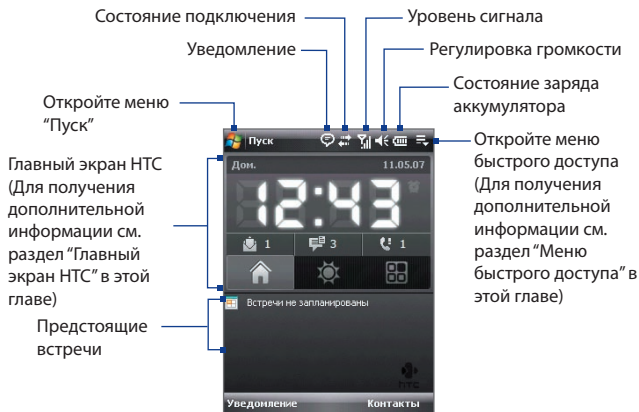 Состояние подключения
Уровень сигнала
Уведомление
Регулировка громкости
Состояние заряда
аккумулятора
Откройте меню
"Пуск"
Откройте меню
быстрого доступа
(Для получения
дополнительной
информации см.
раздел "Меню
быстрого доступа" в
этой главе)
Главный экран HTC
(Для получения
дополнительной
информации см.
раздел "Главный
экран HTC" в этой
главе)
Предстоящие
встречи
Пуск
Дом. 11.05.07
12:43
1 3 1
Встречи не запланированы
hTC
Уведомление Контакты